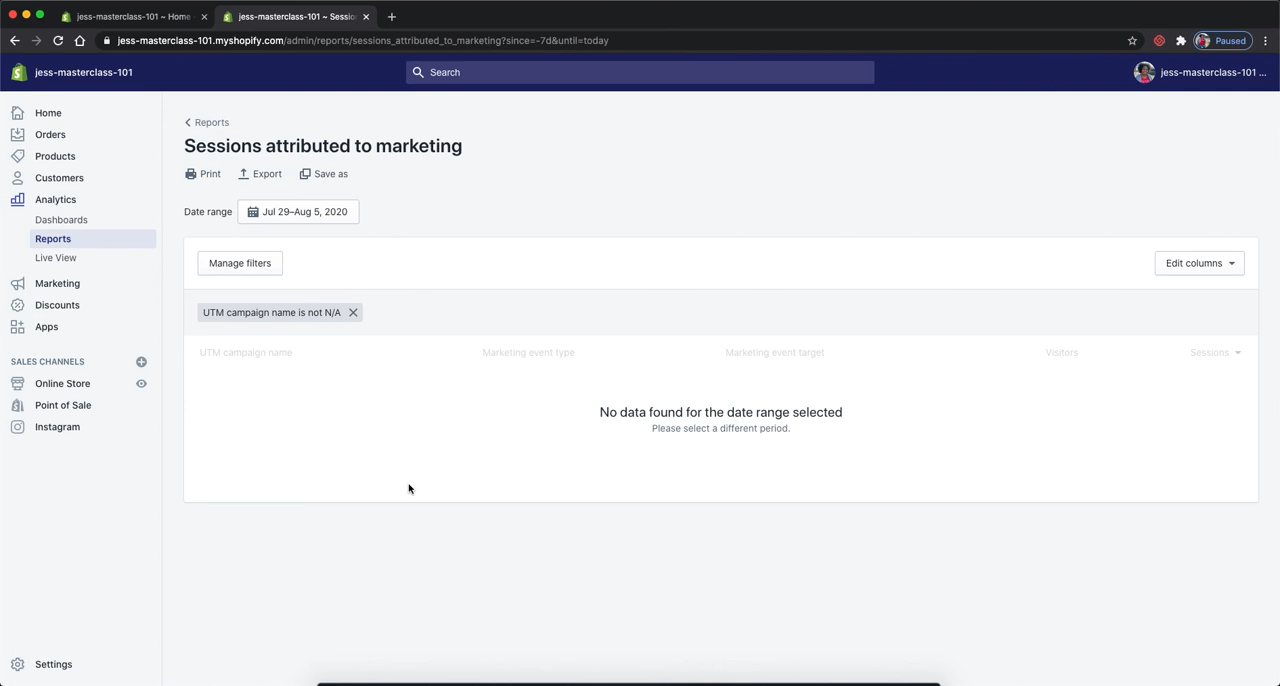 jess-masterclass-101 ~ Home
jess-masterclass-101 ~ Sessio
jess-masterclass-101.myshopify.com/admin/reports/sessions_attributed_to_marketing?since=-7d&until=today
Paused
jess-masterclass-101
Search
jess-masterclass-101 ...
Home
Orders
Products
Customers
Analytics
Dashboards
Reports
Live View
Marketing
Discounts
Apps
SALES CHANNELS
Online Store
Point of Sale
Instagram
Settings
Reports
Sessions attributed to marketing
Print Export Save as
Date range Jul 29–Aug 5, 2020
Manage filters Edit columns
UTM campaign name is not N/A
UTM campaign name Marketing event type Marketing event target Visitors Sessions
No data found for the date range selected
Please select a different period.